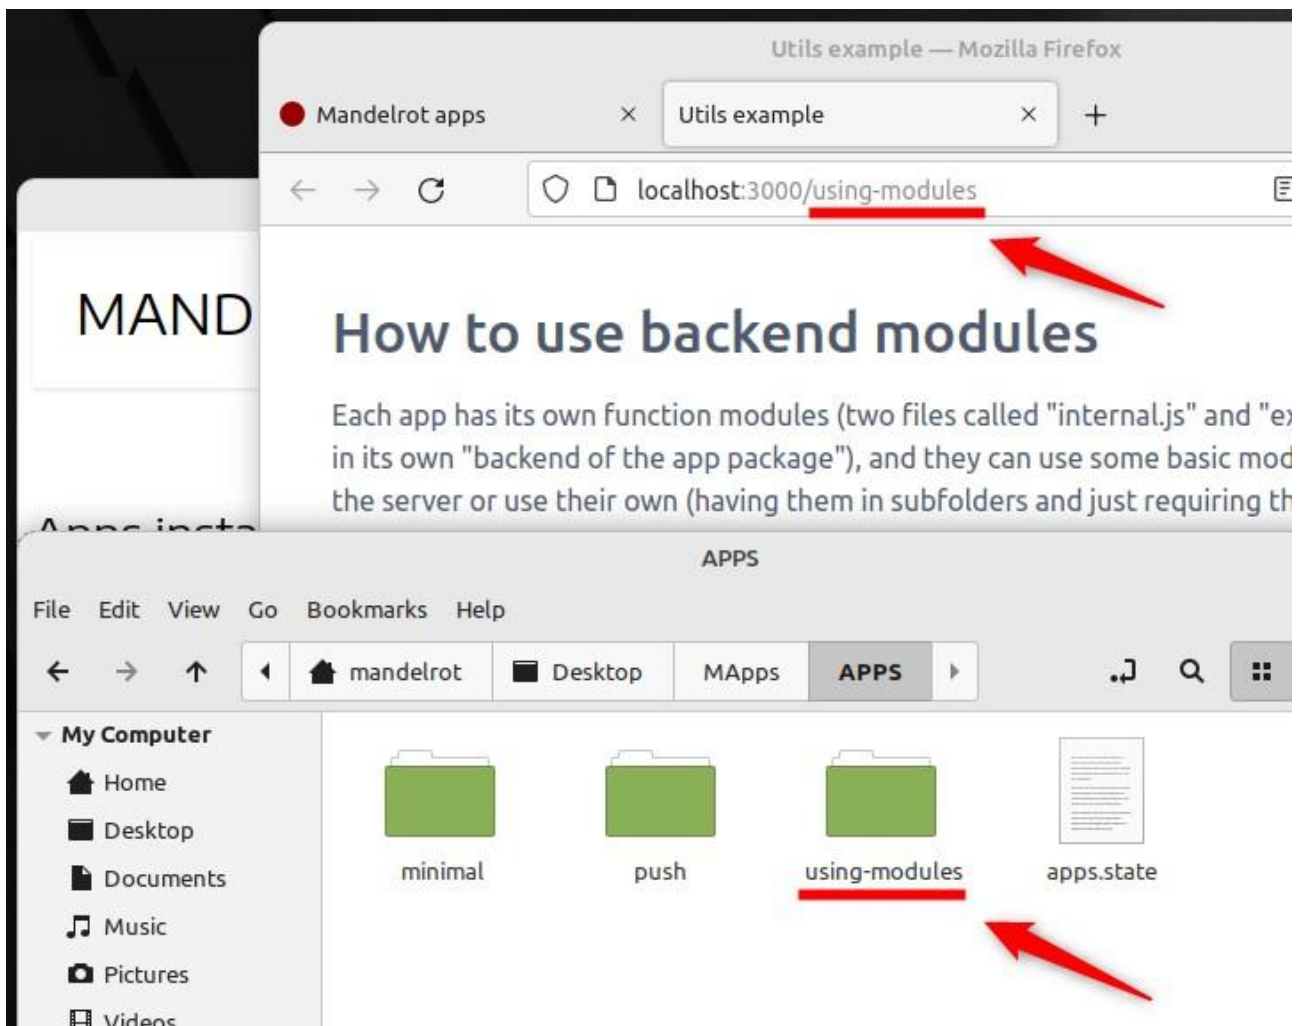 Utils example — Mozilla Firefox
Mandelrot apps
Utils example
localhost:3000/using-modules
MAND
How to use backend modules
Each app has its own function modules (two files called "internal.js" and "ex
in its own "backend of the app package"), and they can use some basic mod
the server or use their own (having them in subfolders and just requiring th
Apps insta
APPS
File Edit View Go Bookmarks Help
mandelrot Desktop MApps APPS
My Computer
Home
Desktop
Documents
Music
Pictures
Videos
minimal push using-modules apps.state